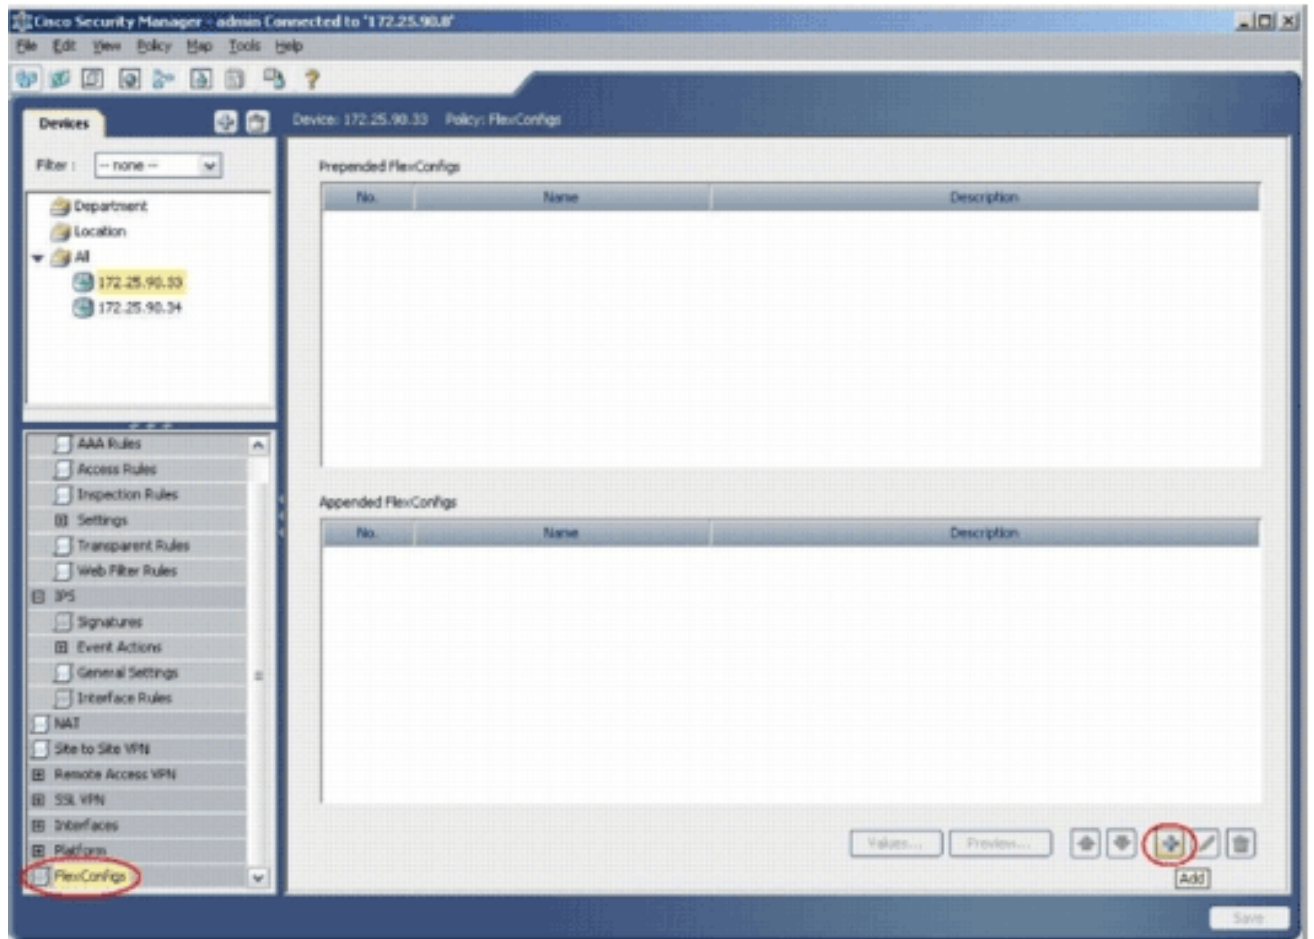 Cisco Security Manager - admin Connected to '172.25.90.8'
File Edit View Policy Map Tools Help
Devices
Device: 172.25.90.33 Policy: FlexConfigs
Filter : -- none --
Department
Location
All
172.25.90.33
172.25.90.34
Prepended FlexConfigs
No. Name Description
AAA Rules
Access Rules
Inspection Rules
Settings
Transparent Rules
Web Filter Rules
IPS
Signatures
Event Actions
General Settings
Interface Rules
NAT
Site to Site VPN
Remote Access VPN
SSL VPN
Interfaces
Platform
FlexConfigs
Appended FlexConfigs
No. Name Description
Values... Preview...
Add
Save